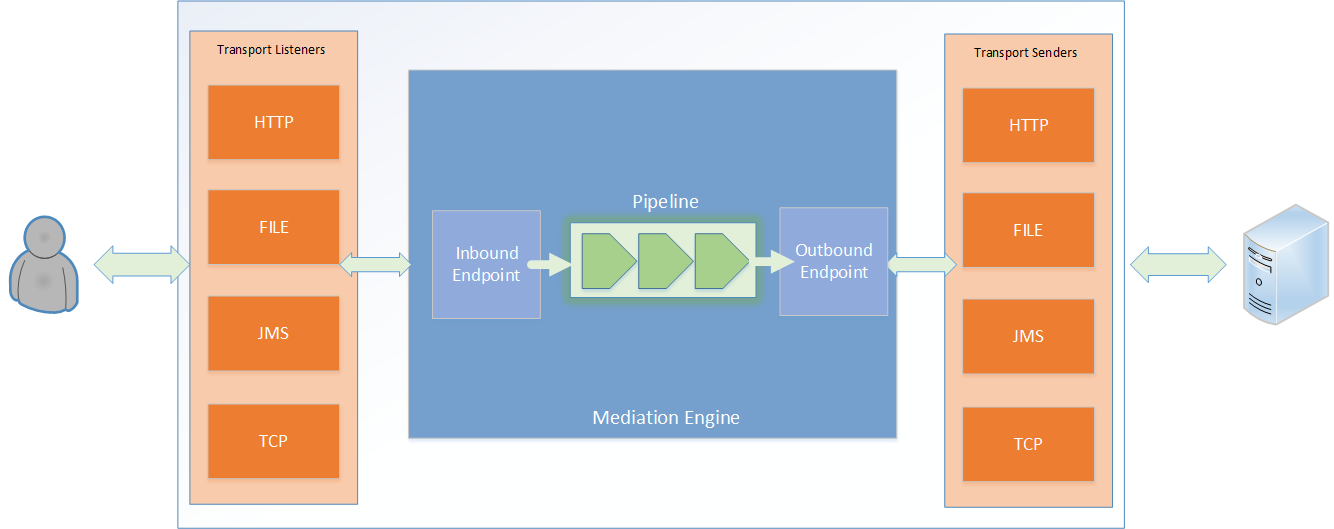 Transport Listeners
HTTP
FILE
JMS
TCP
Pipeline
Inbound
Endpoint
Outbound
Endpoint
Mediation Engine
Transport Senders
HTTP
FILE
JMS
TCP